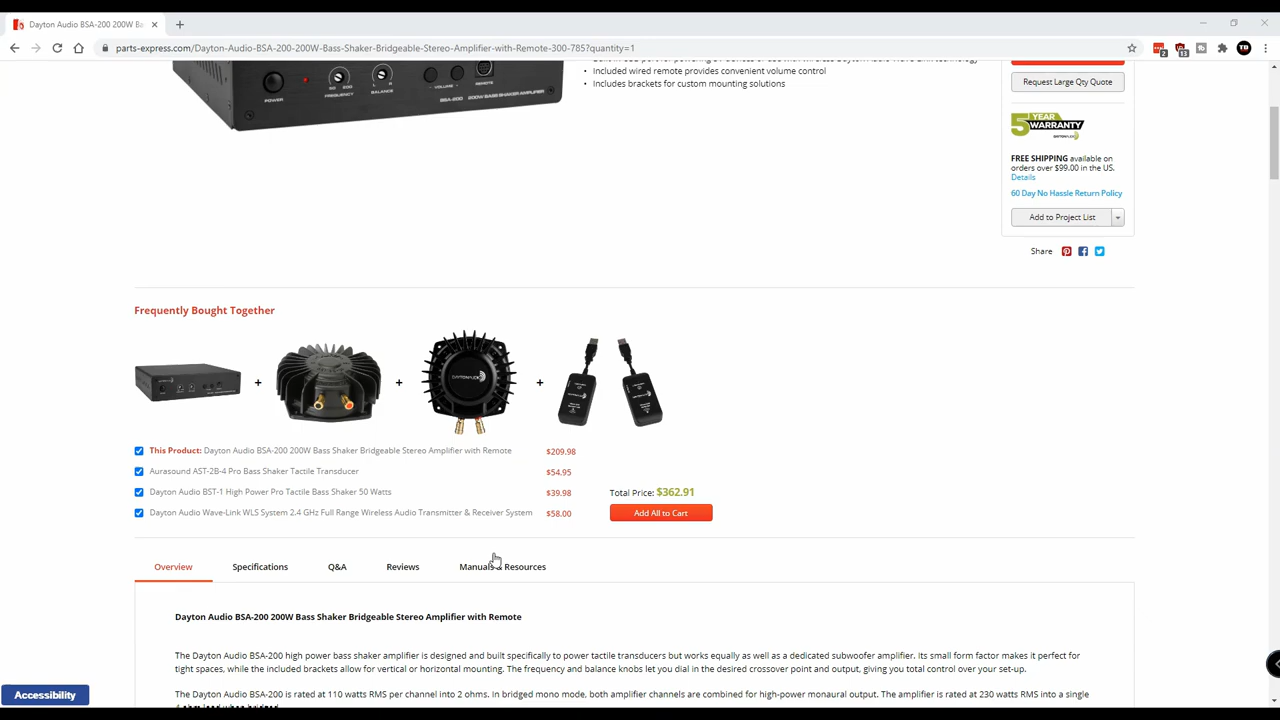 Dayton Audio BSA-200 200W Ba
parts-express.com/Dayton-Audio-BSA-200-200W-Bass-Shaker-Bridgeable-Stereo-Amplifier-with-Remote-300-785?quantity=1
• Included wired remote provides convenient volume control
• Includes brackets for custom mounting solutions
Request Large Qty Quote
5 YEAR WARRANTY
FREE SHIPPING available on
orders over $99.00 in the US.
Details
60 Day No Hassle Return Policy
Add to Project List
Share
POWER
50 200
FREQUENCY
L R
BALANCE
- VOLUME +
REMOTE
BSA-200 200W BASS SHAKER AMPLIFIER
Frequently Bought Together
DAYTON AUDIO
This Product: Dayton Audio BSA-200 200W Bass Shaker Bridgeable Stereo Amplifier with Remote $209.98
Aurasound AST-2B-4 Pro Bass Shaker Tactile Transducer $54.95
Dayton Audio BST-1 High Power Pro Tactile Bass Shaker 50 Watts $39.98
Dayton Audio Wave-Link WLS System 2.4 GHz Full Range Wireless Audio Transmitter & Receiver System $58.00
Total Price: $362.91
Add All to Cart
Overview Specifications Q&A Reviews Manuals & Resources
Dayton Audio BSA-200 200W Bass Shaker Bridgeable Stereo Amplifier with Remote
The Dayton Audio BSA-200 high power bass shaker amplifier is designed and built specifically to power tactile transducers but works equally as well as a dedicated subwoofer amplifier. Its small form factor makes it perfect for
tight spaces, while the included brackets allow for vertical or horizontal mounting. The frequency and balance knobs let you dial in the desired crossover point and output, giving you total control over your set-up.
The Dayton Audio BSA-200 is rated at 110 watts RMS per channel into 2 ohms. In bridged mono mode, both amplifier channels are combined for high-power monaural output. The amplifier is rated at 230 watts RMS into a single
Accessibility